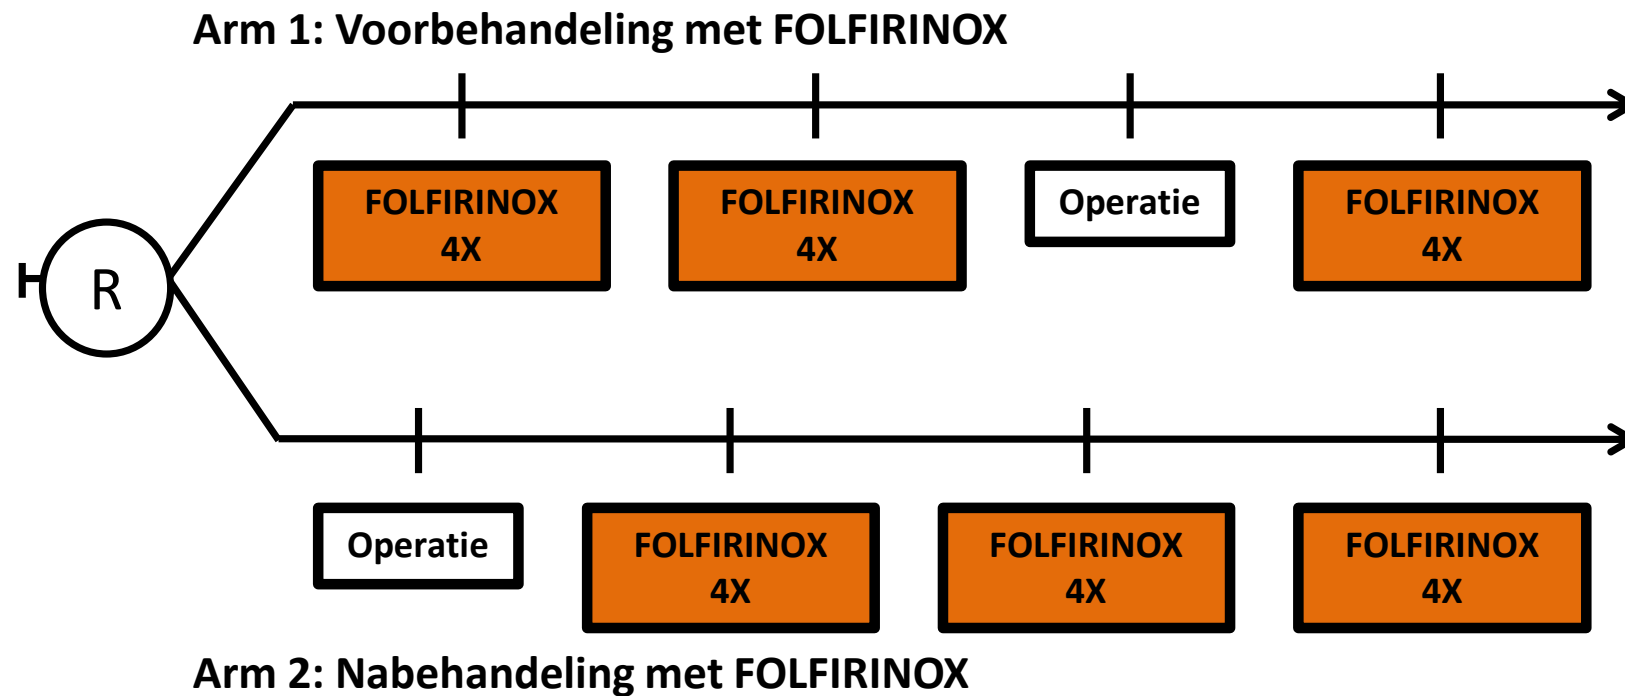 Arm 1: Voorbehandeling met FOLFIRINOX
FOLFIRINOX
4X
FOLFIRINOX
4X
Operatie
FOLFIRINOX
4X
R
Operatie
FOLFIRINOX
4X
FOLFIRINOX
4X
FOLFIRINOX
4X
Arm 2: Nabehandeling met FOLFIRINOX